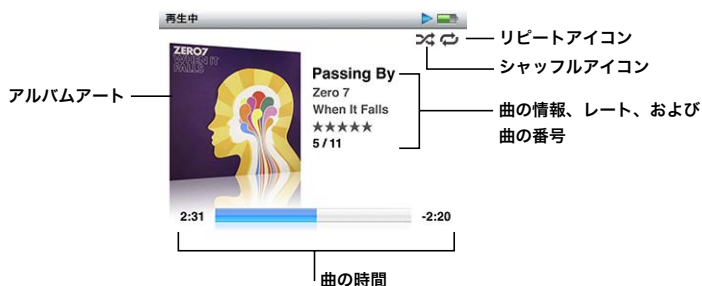 再生中
リピートアイコン
シャッフルアイコン
アルバムアート
ZERO7
WHEN IT
FALLS
Passing By
Zero 7
When It Falls
★★★★★
5 / 11
曲の情報、レート、および
曲の番号
2:31
-2:20
曲の時間